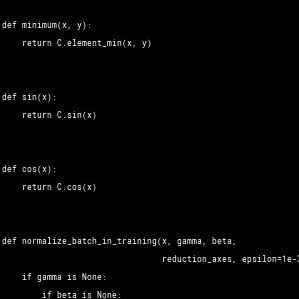 def minimum(x, y):
    return C.element_min(x, y)
def sin(x):
    return C.sin(x)
def cos(x):
    return C.cos(x)
def normalize_batch_in_training(x, gamma, beta,
                                reduction_axes, epsilon=1e-3
    if gamma is None:
        if beta is None: